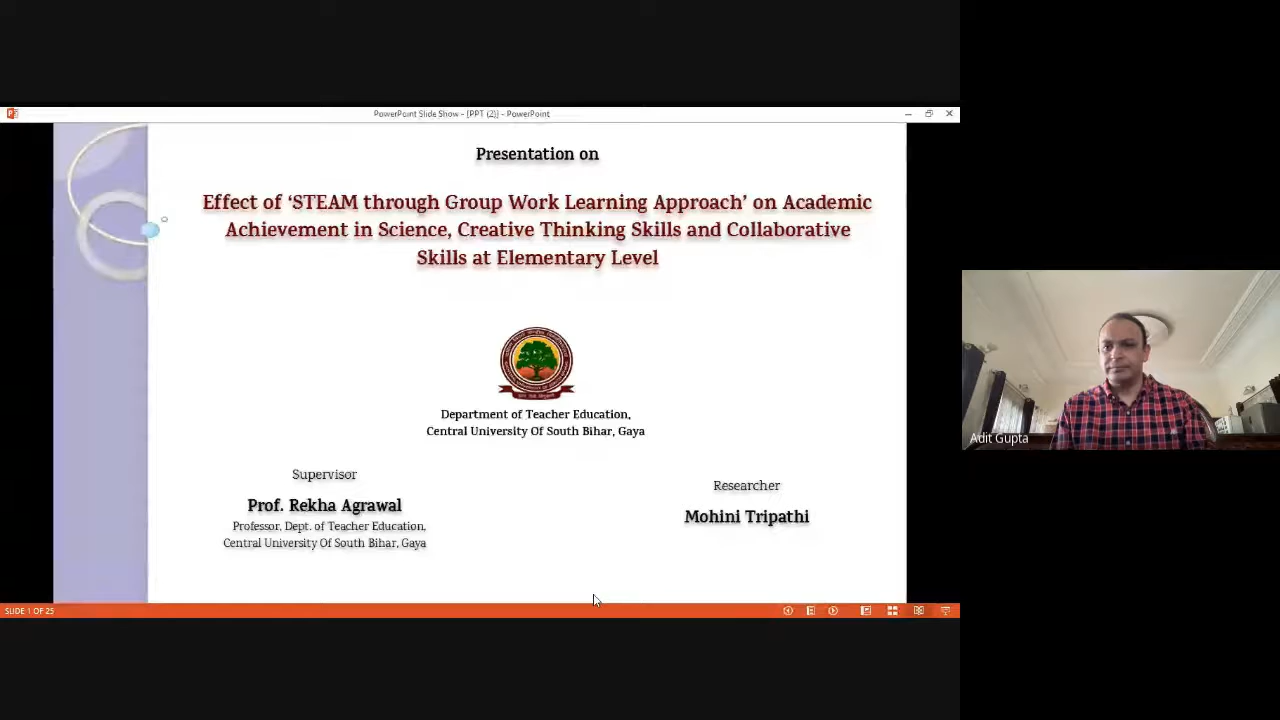 PowerPoint Slide Show - [PPT (2)] - PowerPoint
Presentation on
Effect of ‘STEAM through Group Work Learning Approach’ on Academic
Achievement in Science, Creative Thinking Skills and Collaborative
Skills at Elementary Level
Department of Teacher Education,
Central University Of South Bihar, Gaya
Supervisor
Prof. Rekha Agrawal
Professor, Dept. of Teacher Education,
Central University Of South Bihar, Gaya
Researcher
Mohini Tripathi
SLIDE 1 OF 25
Adit Gupta